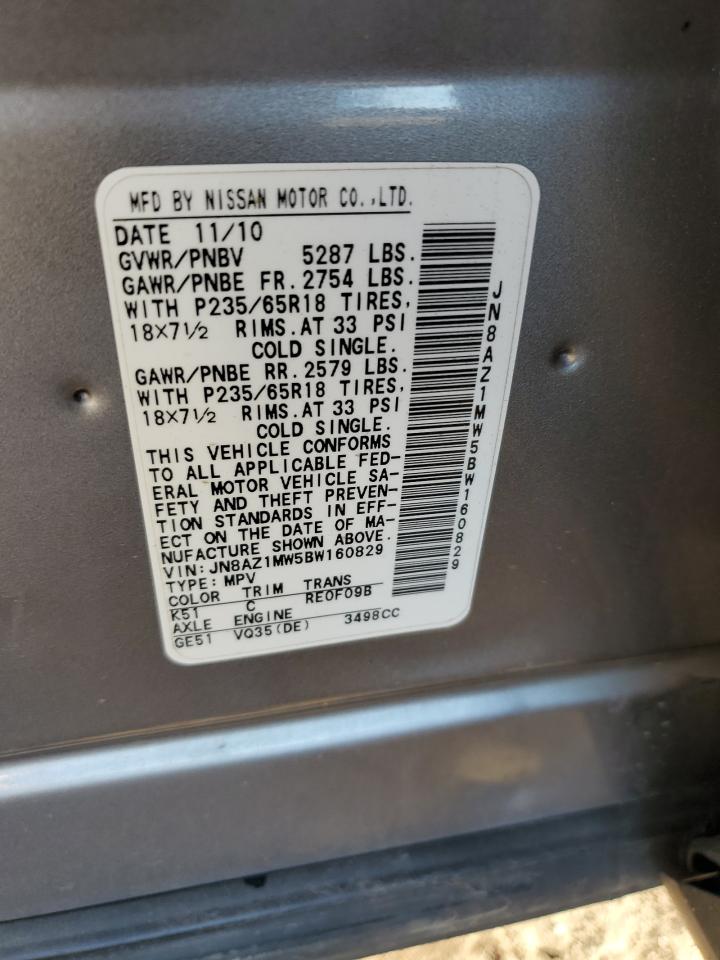 MFD BY NISSAN MOTOR CO.,LTD.
DATE 11/10
GVWR/PNBV 5287 LBS.
GAWR/PNBE FR. 2754 LBS.
WITH P235/65R18 TIRES,
18X7 1/2 RIMS. AT 33 PSI
COLD SINGLE.
GAWR/PNBE RR. 2579 LBS.
WITH P235/65R18 TIRES,
18X7 1/2 RIMS. AT 33 PSI
COLD SINGLE.
THIS VEHICLE CONFORMS
TO ALL APPLICABLE FED-
ERAL MOTOR VEHICLE SA-
FETY AND THEFT PREVEN-
TION STANDARDS IN EFF-
ECT ON THE DATE OF MA-
NUFACTURE SHOWN ABOVE.
VIN: JN8AZ1MW5BW160829
TYPE: MPV
COLOR TRIM TRANS
K51 C RE0F09B
AXLE ENGINE
GE51 VQ35(DE) 3498CC
JN8AZ1MW5BW160829